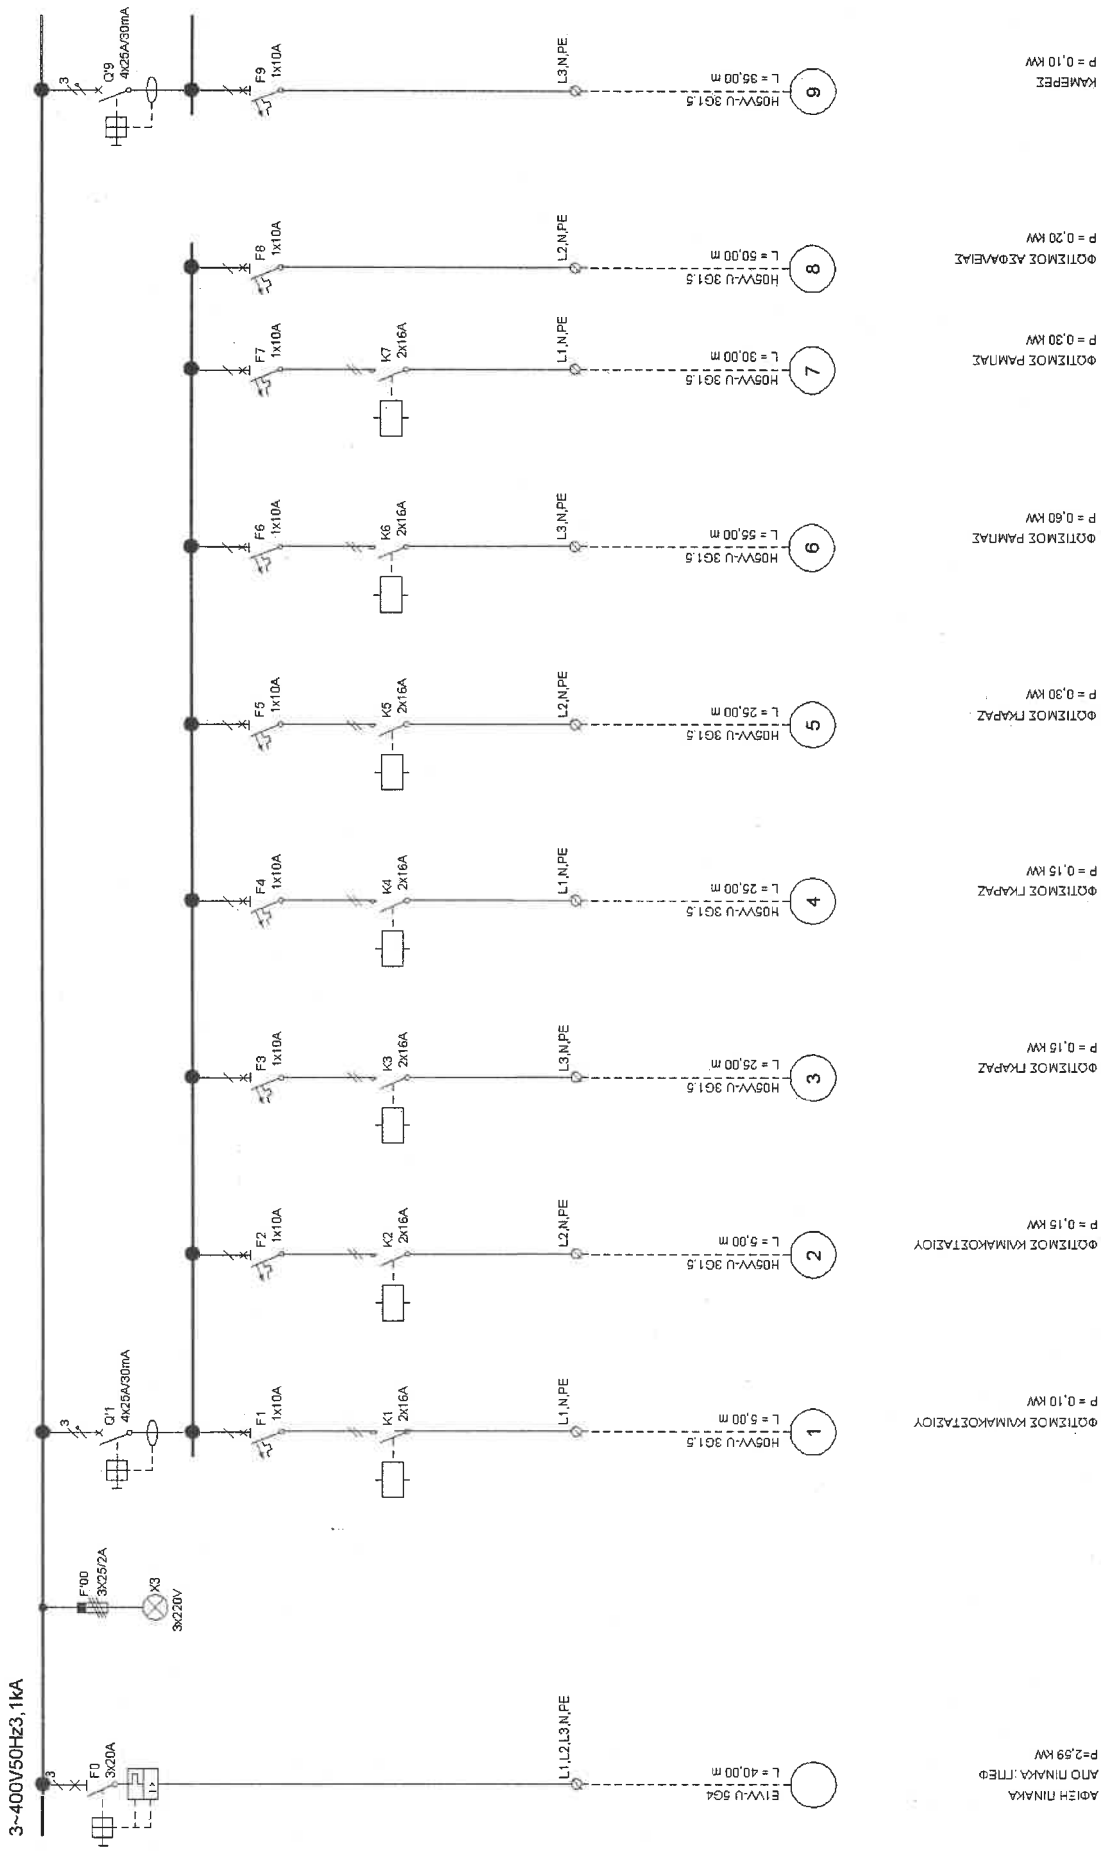 3~400V50Hz3,1kA
3
F0
3x20A
L1,L2,L3,N,PE
E1VV-U 5G4
L = 40,00 m
ΑΦΙΞΗ ΠΙΝΑΚΑ
ΑΠΟ ΠΙΝΑΚΑ: ΓΠΕΦ
P=2,59 KW
F'00
3X25/2A
X3
3x220V
3
Q'1
4x25A/30mA
F1
1x10A
K1
2x16A
L1,N,PE
H05VV-U 3G1.5
L = 5,00 m
1
ΦΩΤΙΣΜΟΣ ΚΛΙΜΑΚΟΣΤΑΣΙΟΥ
P = 0,10 KW
F2
1x10A
K2
2x16A
L2,N,PE
H05VV-U 3G1.5
L = 5,00 m
2
ΦΩΤΙΣΜΟΣ ΚΛΙΜΑΚΟΣΤΑΣΙΟΥ
P = 0,15 KW
F3
1x10A
K3
2x16A
L3,N,PE
H05VV-U 3G1.5
L = 25,00 m
3
ΦΩΤΙΣΜΟΣ ΓΚΑΡΑΖ
P = 0,15 KW
F4
1x10A
K4
2x16A
L1,N,PE
H05VV-U 3G1.5
L = 25,00 m
4
ΦΩΤΙΣΜΟΣ ΓΚΑΡΑΖ
P = 0,15 KW
F5
1x10A
K5
2x16A
L2,N,PE
H05VV-U 3G1.5
L = 25,00 m
5
ΦΩΤΙΣΜΟΣ ΓΚΑΡΑΖ
P = 0,30 KW
F6
1x10A
K6
2x16A
L3,N,PE
H05VV-U 3G1.5
L = 55,00 m
6
ΦΩΤΙΣΜΟΣ ΡΑΜΠΑΣ
P = 0,60 KW
F7
1x10A
K7
2x16A
L1,N,PE
H05VV-U 3G1.5
L = 30,00 m
7
ΦΩΤΙΣΜΟΣ ΡΑΜΠΑΣ
P = 0,30 KW
F8
1x10A
L2,N,PE
H05VV-U 3G1.5
L = 50,00 m
8
ΦΩΤΙΣΜΟΣ ΑΣΦΑΛΕΙΑΣ
P = 0,20 KW
3
Q'9
4x25A/30mA
F9
1x10A
L3,N,PE
H05VV-U 3G1.5
L = 35,00 m
9
ΚΑΜΕΡΕΣ
P = 0,10 KW